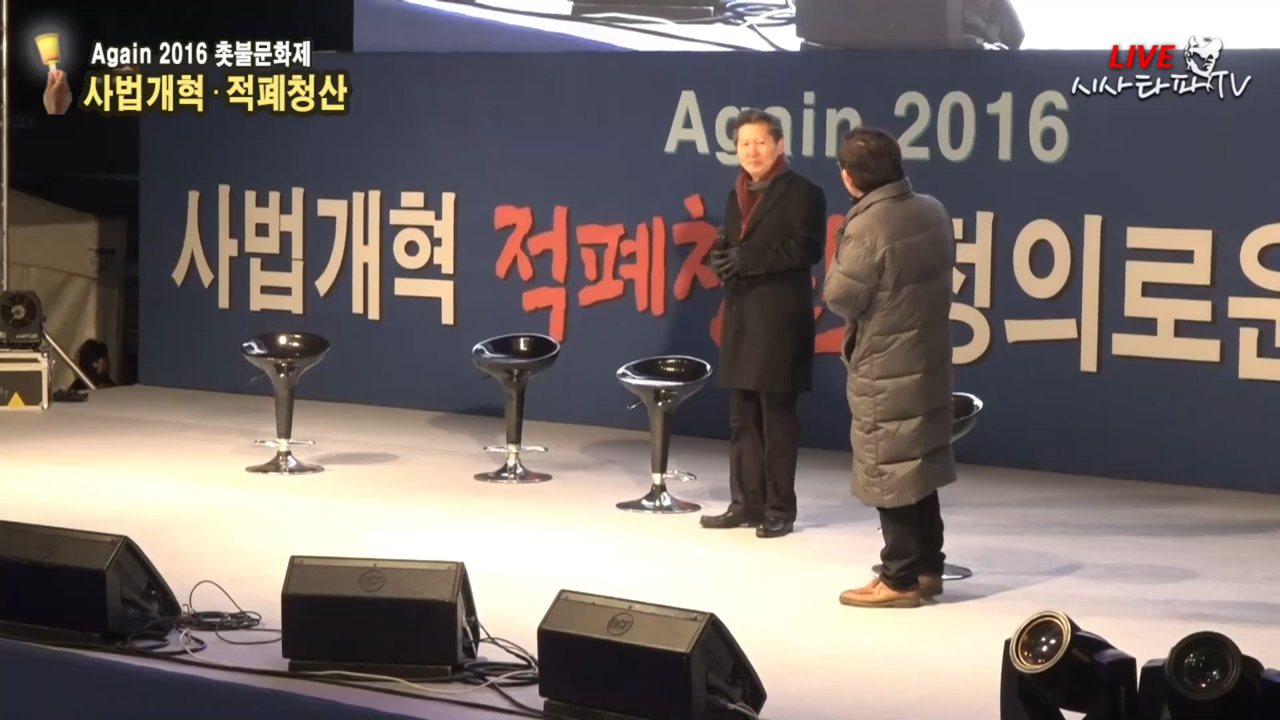 Again 2016 촛불문화제
사법개혁·적폐청산
LIVE
시사타파TV
Again 2016
사법개혁 적폐 정의로운
RCF